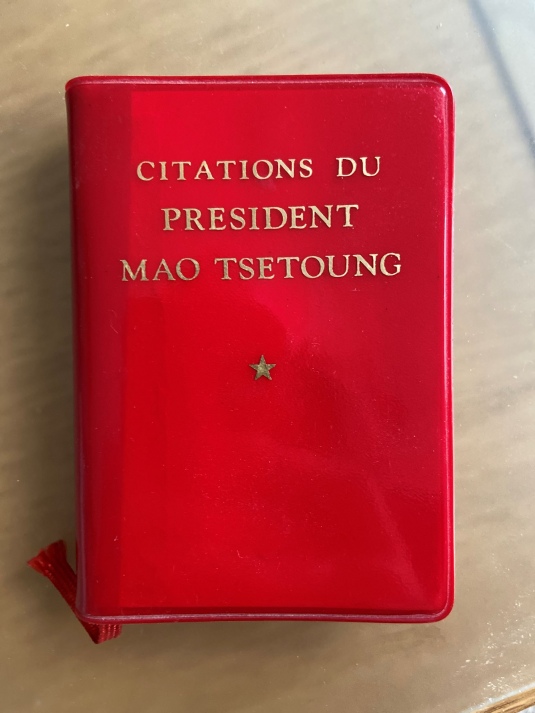 CITATIONS DU
PRESIDENT
MAO TSETOUNG